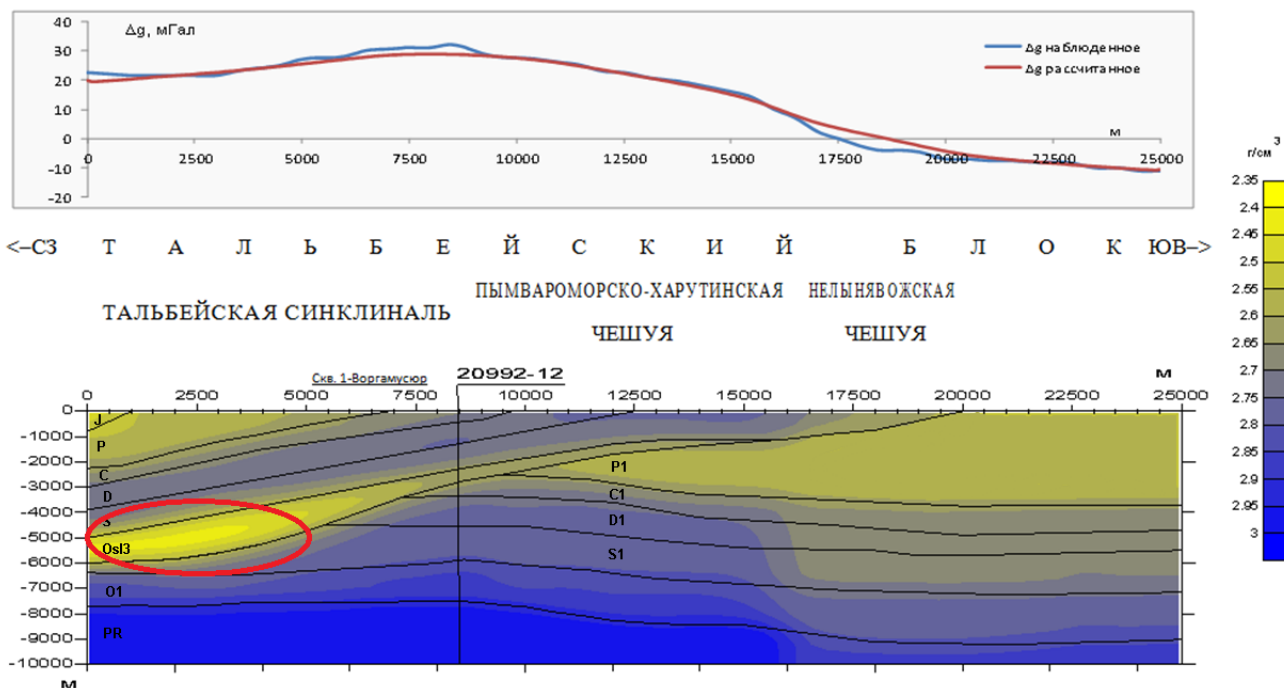 Δg, мГал
40
30
20
10
0
-10
-20
0 2500 5000 7500 10000 12500 15000 17500 20000 22500 25000
м
Δg наблюденное
Δg рассчитанное
<–СЗ Т А Л Ь Б Е Й С К И Й Б Л О К ЮВ–>
ТАЛЬБЕЙСКАЯ СИНКЛИНАЛЬ
ПЫМВАРОМОРСКО-ХАРУТИНСКАЯ
ЧЕШУЯ
НЕЛЫНЯВОЖСКАЯ
ЧЕШУЯ
Скв. 1-Воргамусюр
20992-12
м
0 2500 5000 10000 12500 15000 17500 20000 22500 25000
0
-1000
-2000
-3000
-4000
-5000
-6000
-7000
-8000
-9000
-10000
м
J
P
C
D
S
Osl3
O1
PR
P1
C1
D1
S1
г/см 3
2.35
2.4
2.45
2.5
2.55
2.6
2.65
2.7
2.75
2.8
2.85
2.9
2.95
3